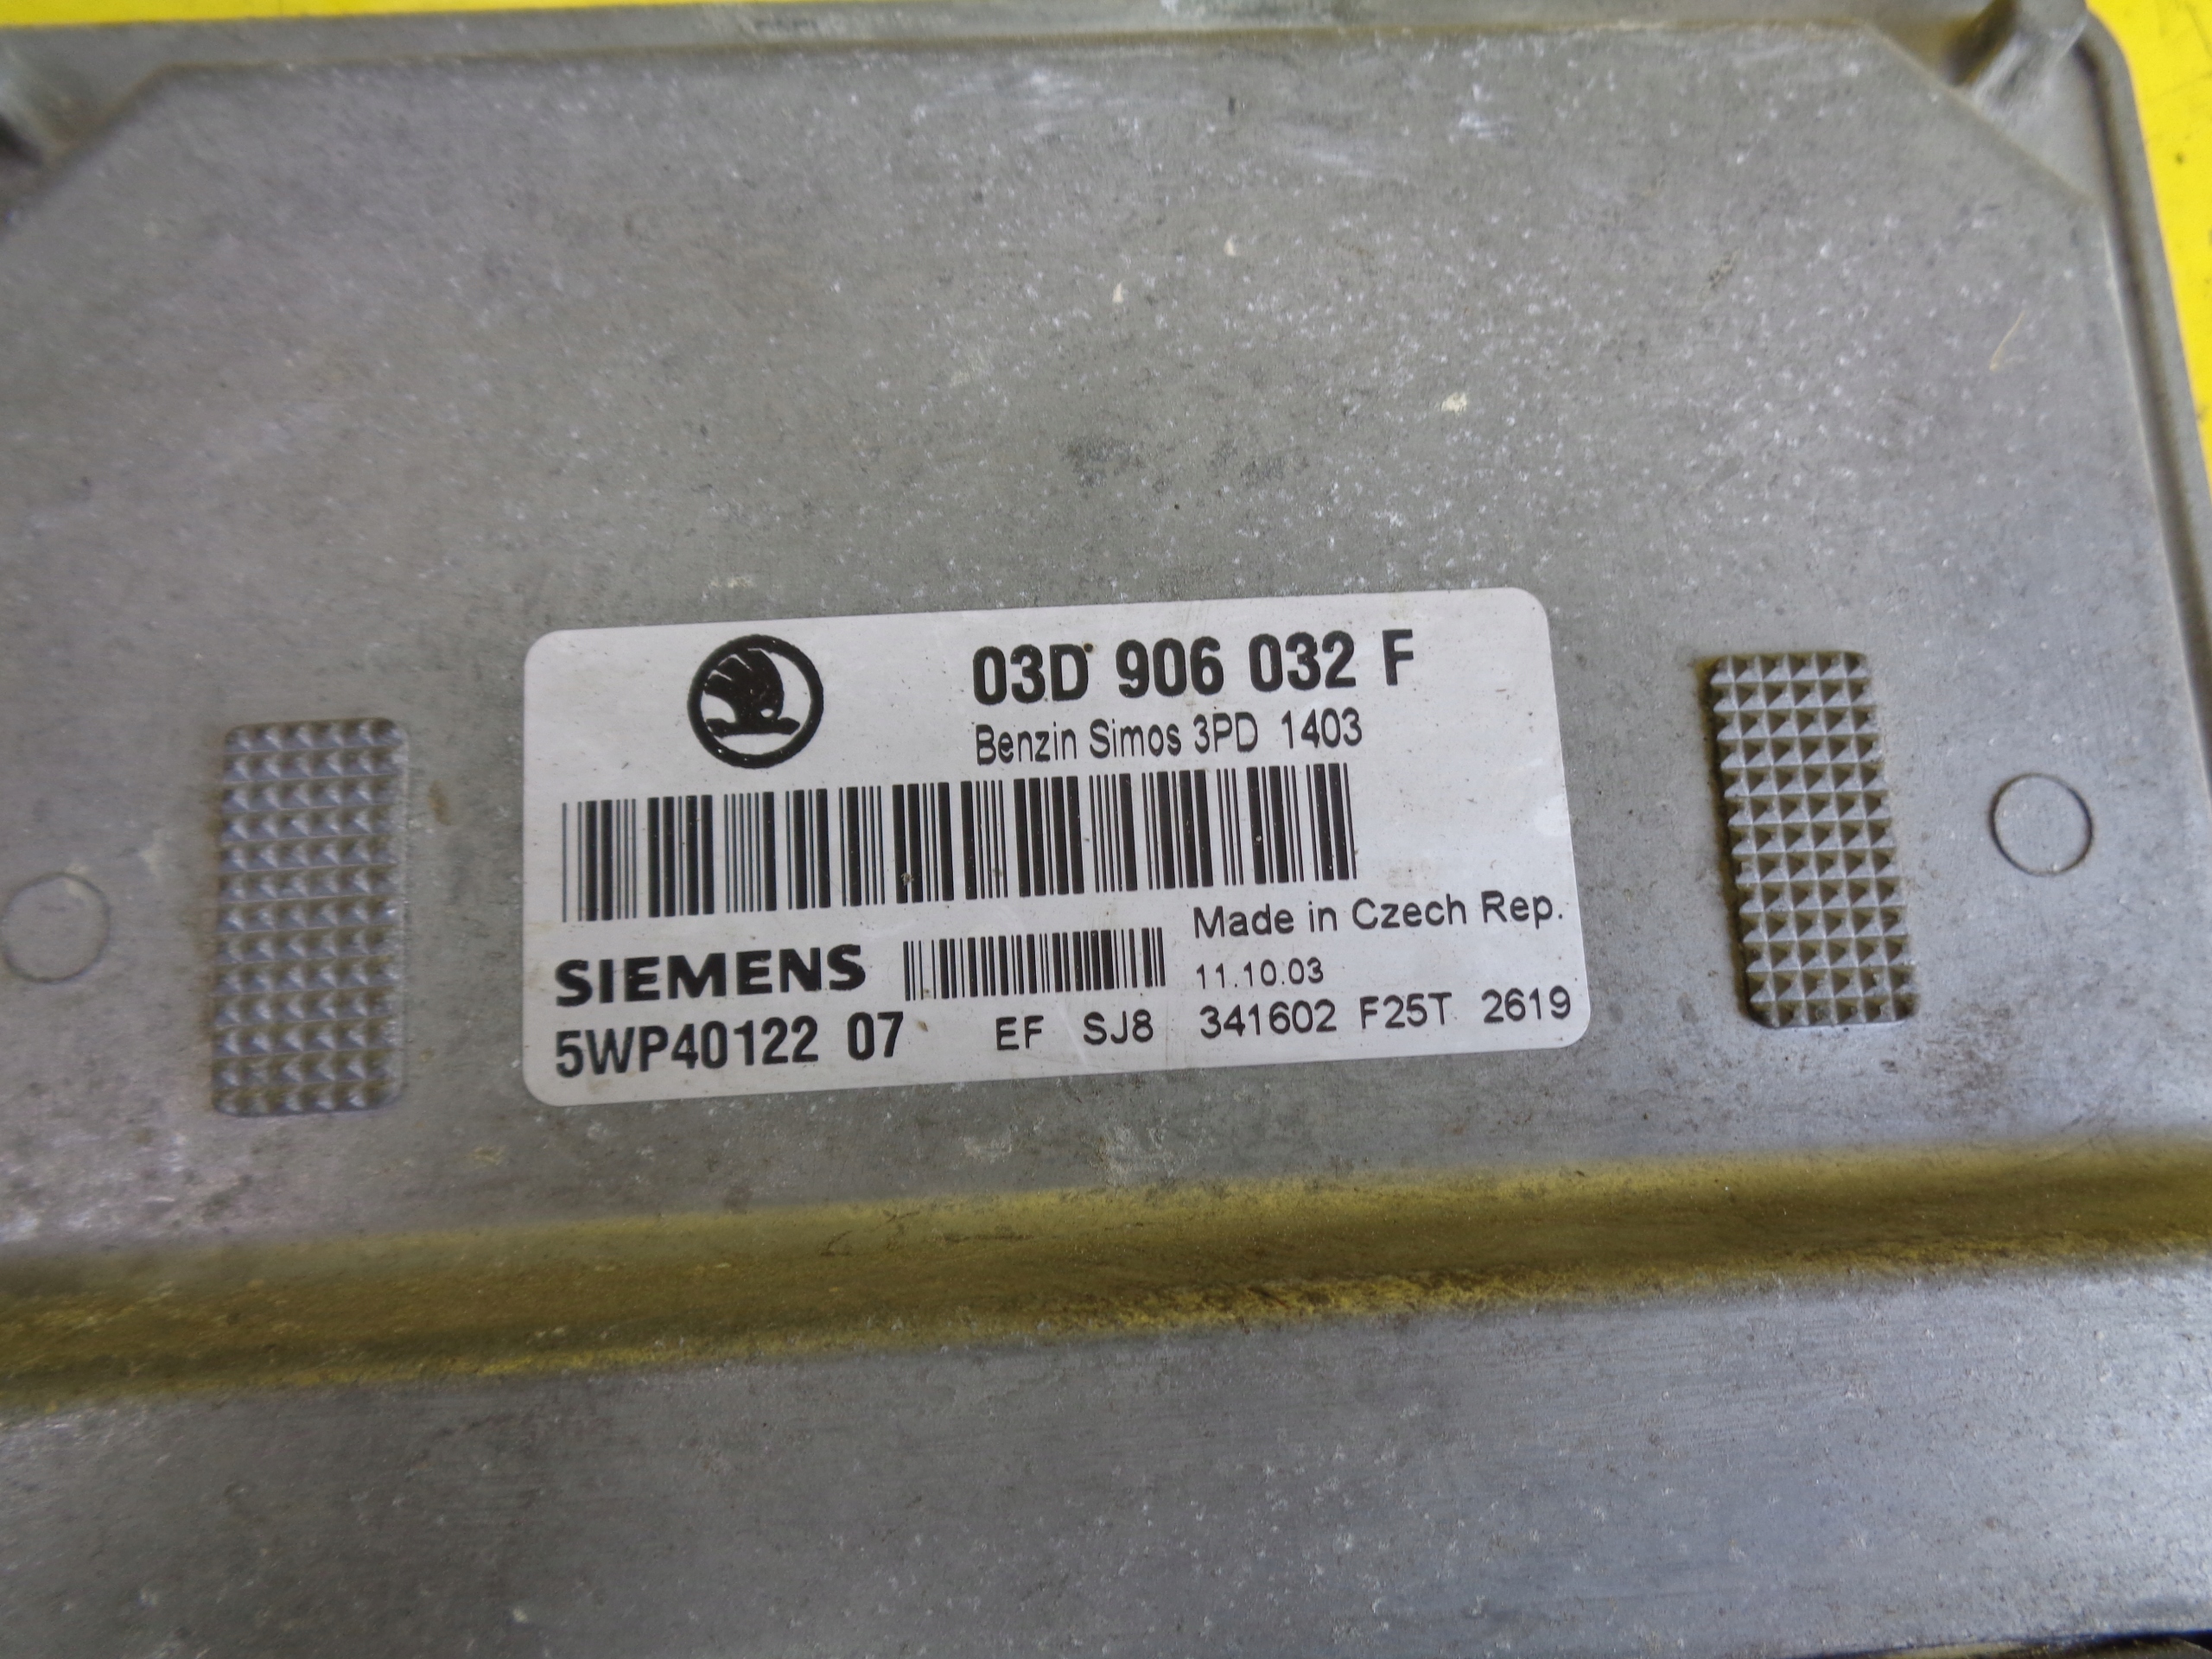 03D 906 032 F
Benzin Simos 3PD 1403
Made in Czech Rep.
SIEMENS
11.10.03
5WP40122 07 EF SJ8 341602 F25T 2619